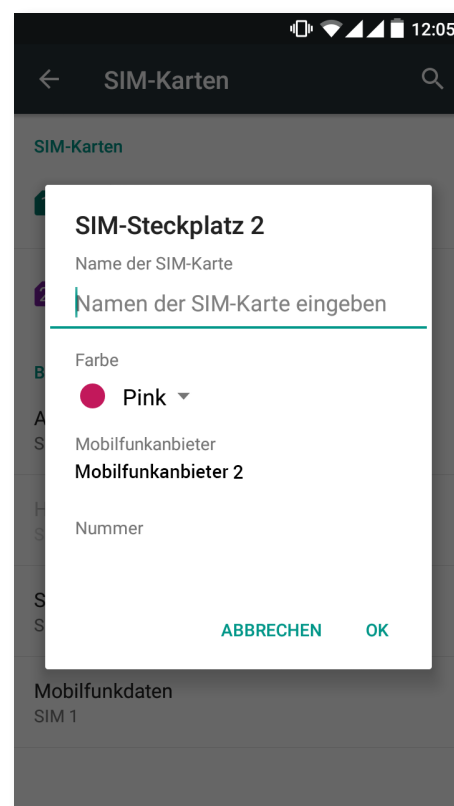 12:05
SIM-Karten
SIM-Karten
SIM-Steckplatz 2
Name der SIM-Karte
Namen der SIM-Karte eingeben
Farbe
Pink
Mobilfunkanbieter
Mobilfunkanbieter 2
Nummer
ABBRECHEN OK
Mobilfunkdaten
SIM 1